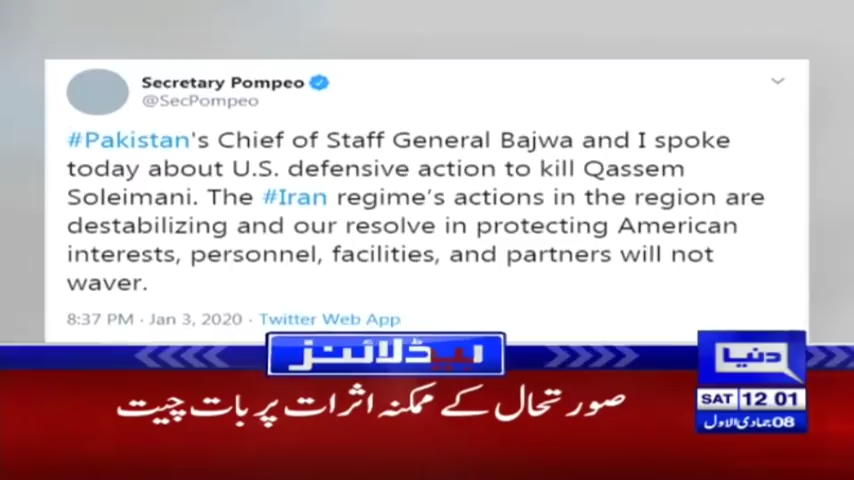 Secretary Pompeo
@SecPompeo
#Pakistan's Chief of Staff General Bajwa and I spoke
today about U.S. defensive action to kill Qassem
Soleimani. The #Iran regime's actions in the region are
destabilizing and our resolve in protecting American
interests, personnel, facilities, and partners will not
waver.
8:37 PM · Jan 3, 2020 · Twitter Web App
ہیڈلائنز
دنیا
صورتحال کے ممکنہ اثرات پر بات چیت
SAT 12 01
08 جمادی الاول